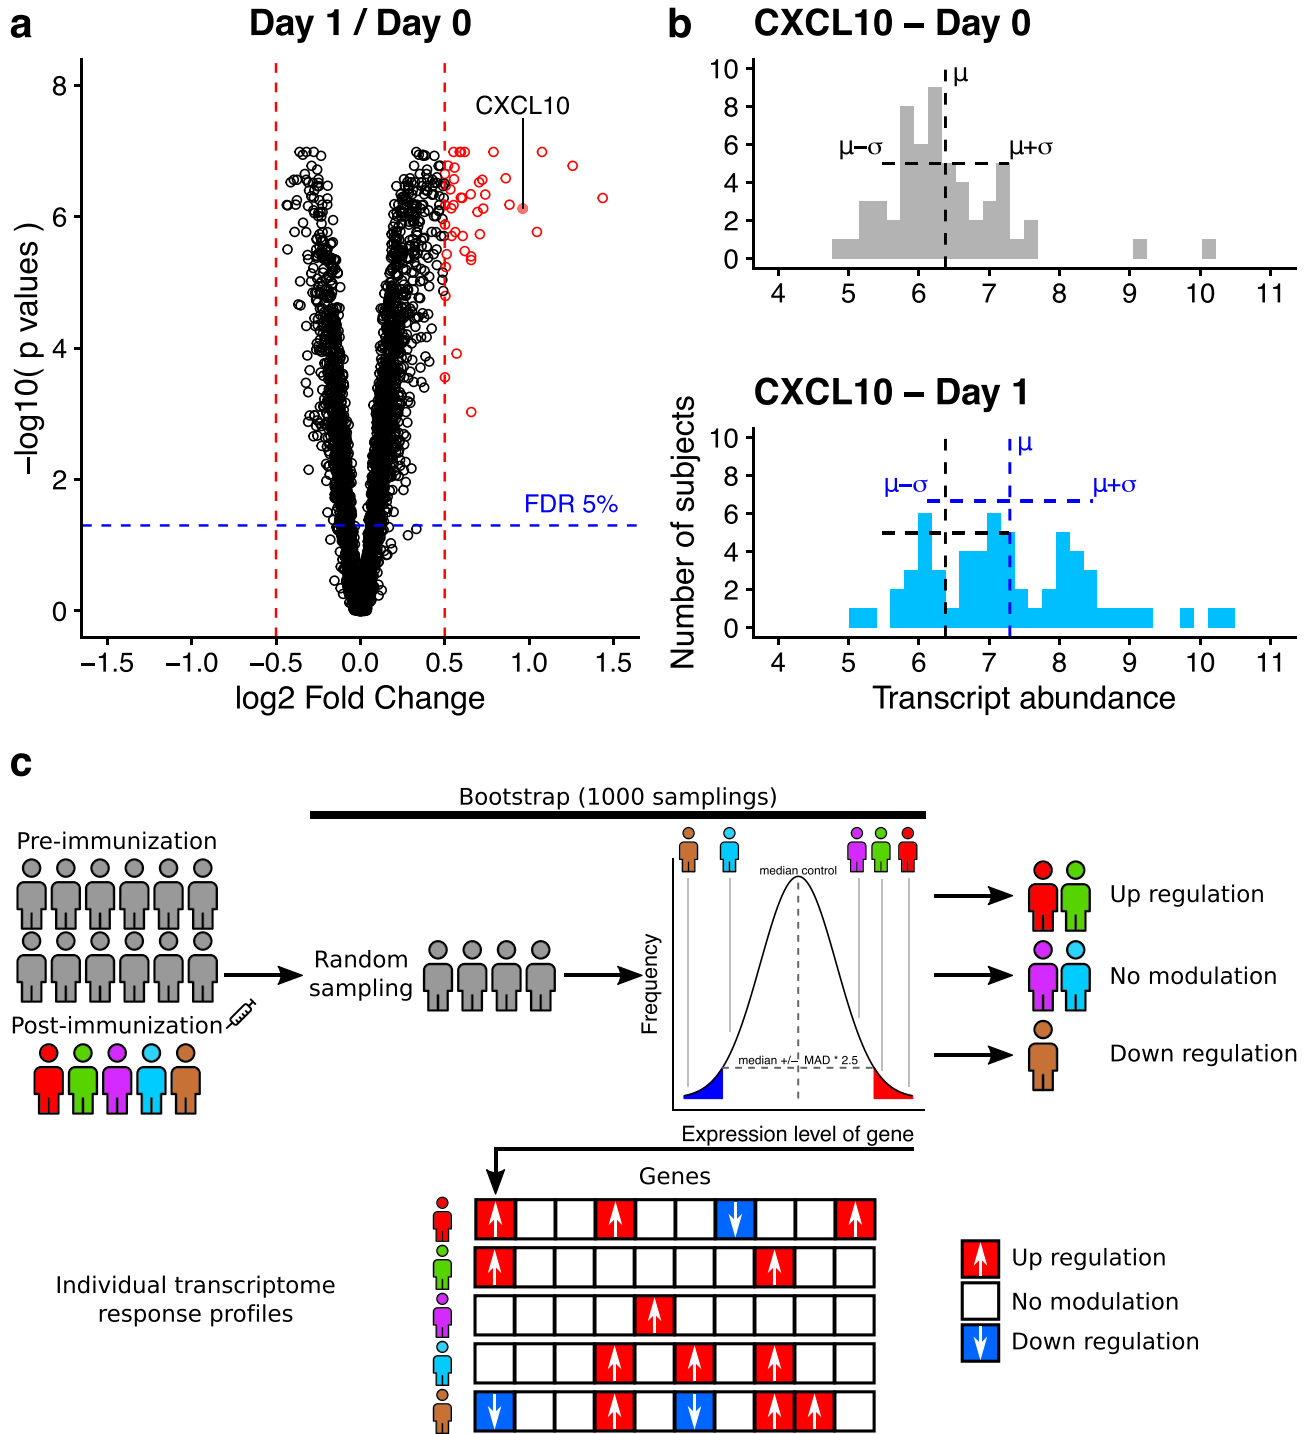 a
Day 1 / Day 0
8
6
4
2
0
−log10( p values )
CXCL10
FDR 5%
−1.5
−1.0
−0.5
0.0
0.5
1.0
1.5
log2 Fold Change
b
CXCL10 – Day 0
10
8
6
4
2
0
μ
μ−σ
μ+σ
4
5
6
7
8
9
10
11
CXCL10 – Day 1
Number of subjects
10
8
6
4
2
0
μ
μ−σ
μ+σ
4
5
6
7
8
9
10
11
Transcript abundance
c
Bootstrap (1000 samplings)
Pre-immunization
Post-immunization
Random
sampling
Frequency
median control
median +/− MAD * 2.5
Expression level of gene
Up regulation
No modulation
Down regulation
Genes
Individual transcriptome
response profiles
Up regulation
No modulation
Down regulation